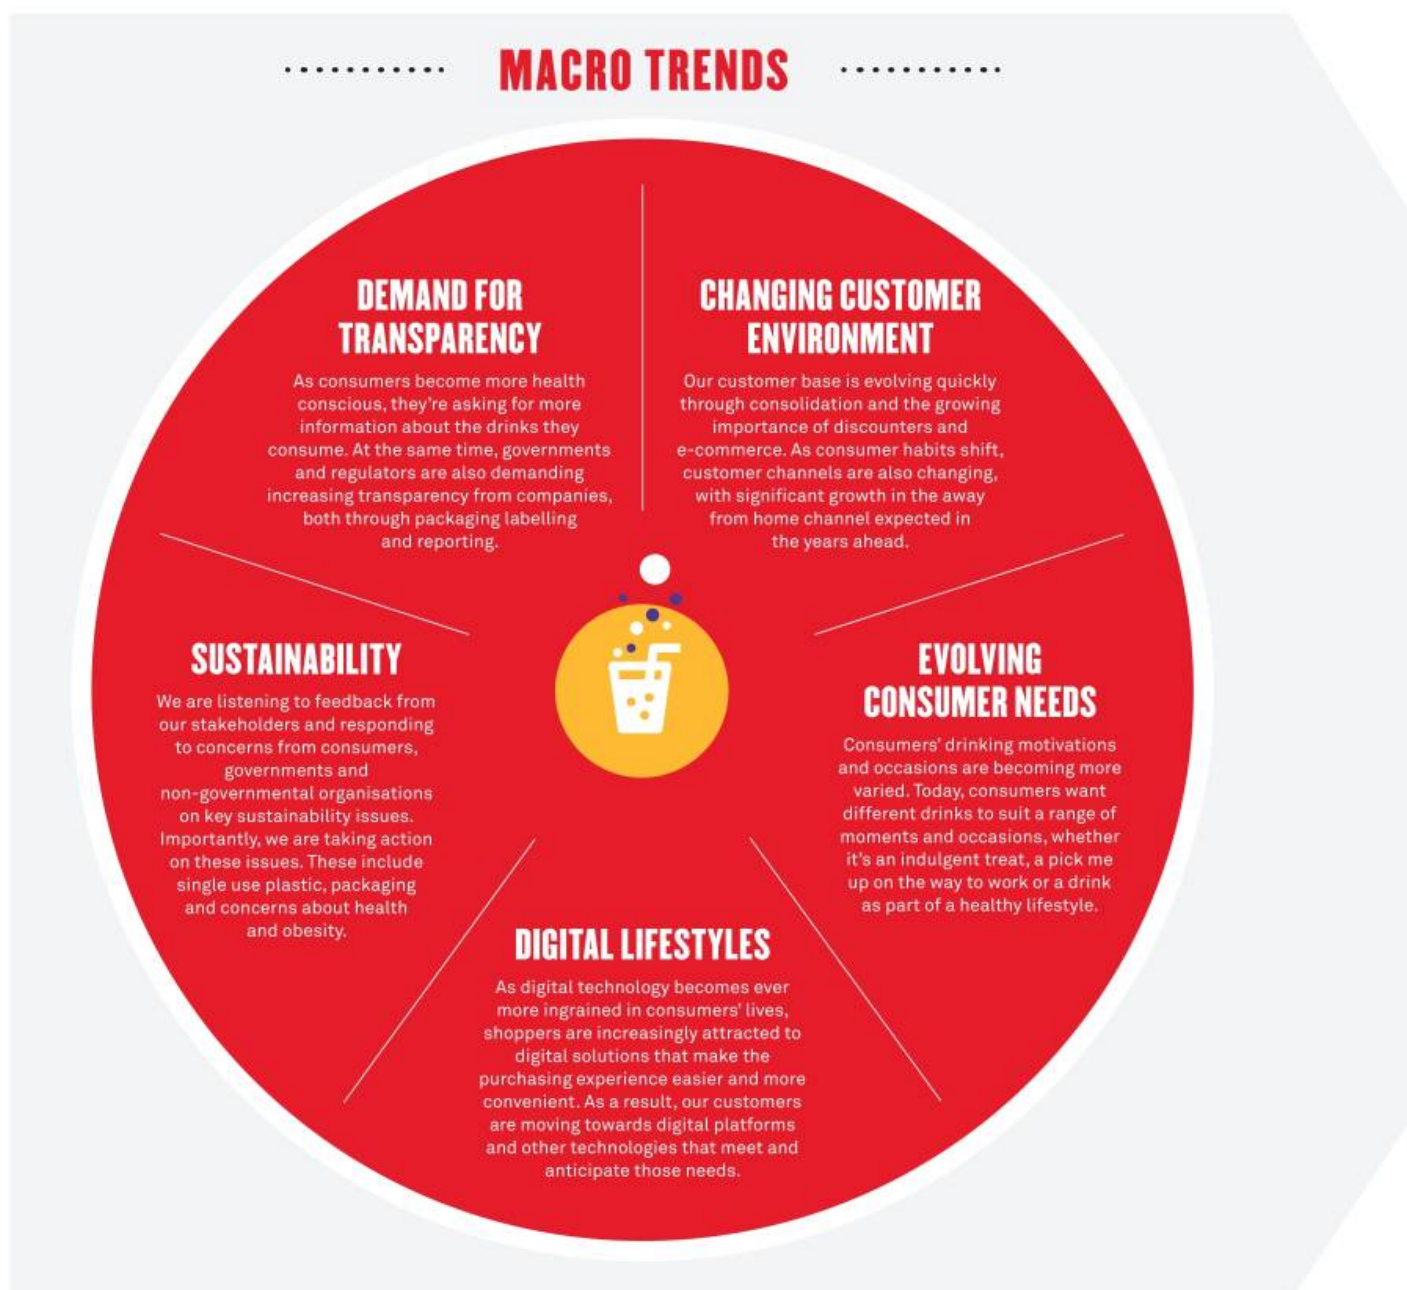 MACRO TRENDS
DEMAND FOR
TRANSPARENCY
As consumers become more health
conscious, they're asking for more
information about the drinks they
consume. At the same time, governments
and regulators are also demanding
increasing transparency from companies,
both through packaging labelling
and reporting.
CHANGING CUSTOMER
ENVIRONMENT
Our customer base is evolving quickly
through consolidation and the growing
importance of discounters and
e-commerce. As consumer habits shift,
customer channels are also changing,
with significant growth in the away
from home channel expected in
the years ahead.
SUSTAINABILITY
We are listening to feedback from
our stakeholders and responding
to concerns from consumers,
governments and
non-governmental organisations
on key sustainability issues.
Importantly, we are taking action
on these issues. These include
single use plastic, packaging
and concerns about health
and obesity.
EVOLVING
CONSUMER NEEDS
Consumers' drinking motivations
and occasions are becoming more
varied. Today, consumers want
different drinks to suit a range of
moments and occasions, whether
it's an indulgent treat, a pick me
up on the way to work or a drink
as part of a healthy lifestyle.
DIGITAL LIFESTYLES
As digital technology becomes ever
more ingrained in consumers' lives,
shoppers are increasingly attracted to
digital solutions that make the
purchasing experience easier and more
convenient. As a result, our customers
are moving towards digital platforms
and other technologies that meet and
anticipate those needs.